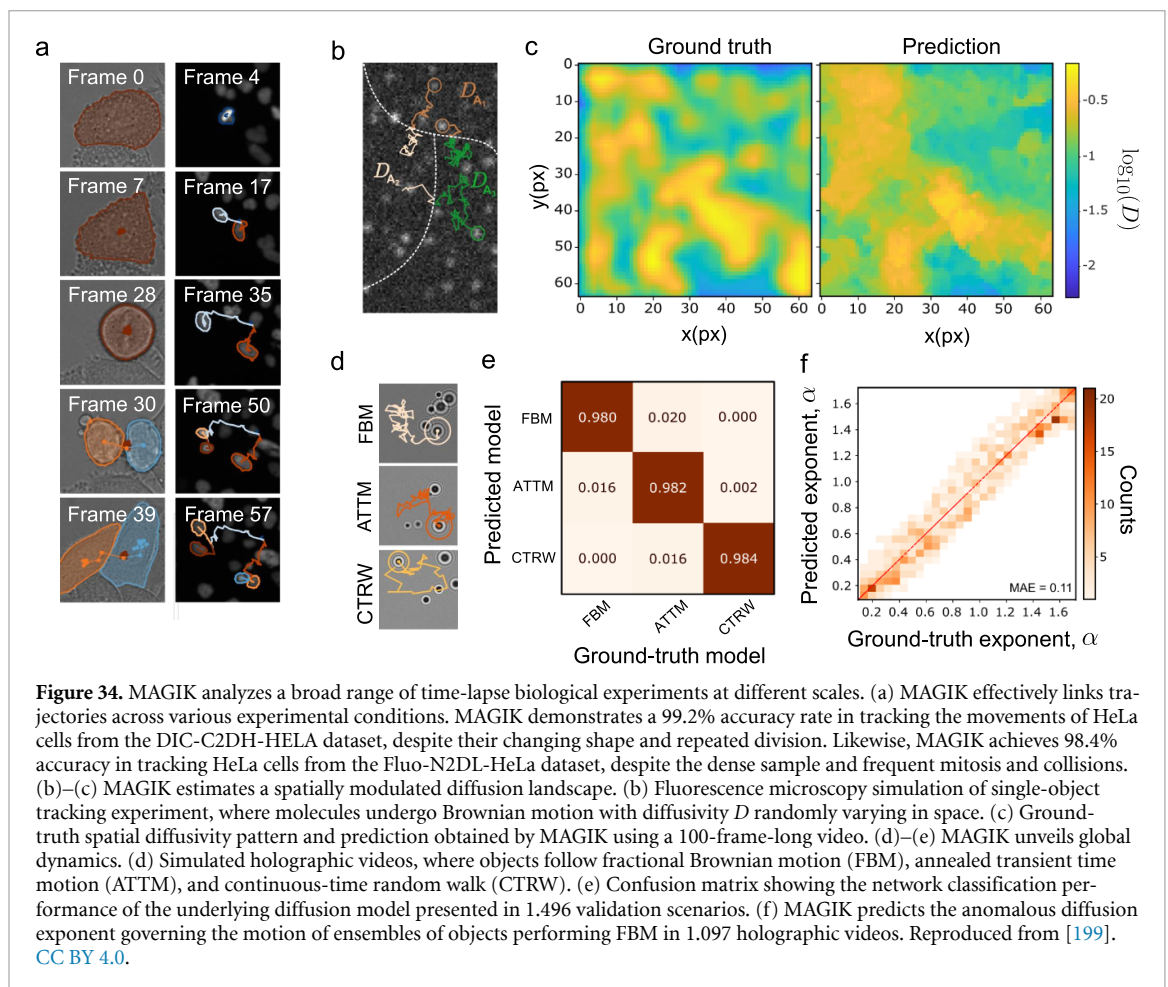 a
Frame 0
Frame 4
Frame 7
Frame 17
Frame 28
Frame 35
Frame 30
Frame 50
Frame 39
Frame 57
b
D_A₁
D_A₂
D_A₃
c
Ground truth
Prediction
0
10
20
30
40
50
60
y(px)
0 10 20 30 40 50 60
x(px)
0 10 20 30 40 50 60
x(px)
-0.5
-1
-1.5
-2
log₁₀(D)
d
FBM
ATTM
CTRW
e
Predicted model
FBM
0.980 0.020 0.000
ATTM
0.016 0.982 0.002
CTRW
0.000 0.016 0.984
FBM ATTM CTRW
Ground-truth model
f
Predicted exponent, α
1.6
1.4
1.2
1.0
0.8
0.6
0.4
0.2
MAE = 0.11
0.2 0.4 0.6 0.8 1.0 1.2 1.4 1.6
Ground-truth exponent, α
20
15
10
5
Counts
Figure 34. MAGIK analyzes a broad range of time-lapse biological experiments at different scales. (a) MAGIK effectively links tra-
jectories across various experimental conditions. MAGIK demonstrates a 99.2% accuracy rate in tracking the movements of HeLa
cells from the DIC-C2DH-HELA dataset, despite their changing shape and repeated division. Likewise, MAGIK achieves 98.4%
accuracy in tracking HeLa cells from the Fluo-N2DL-HeLa dataset, despite the dense sample and frequent mitosis and collisions.
(b)–(c) MAGIK estimates a spatially modulated diffusion landscape. (b) Fluorescence microscopy simulation of single-object
tracking experiment, where molecules undergo Brownian motion with diffusivity D randomly varying in space. (c) Ground-
truth spatial diffusivity pattern and prediction obtained by MAGIK using a 100-frame-long video. (d)–(e) MAGIK unveils global
dynamics. (d) Simulated holographic videos, where objects follow fractional Brownian motion (FBM), annealed transient time
motion (ATTM), and continuous-time random walk (CTRW). (e) Confusion matrix showing the network classification per-
formance of the underlying diffusion model presented in 1.496 validation scenarios. (f) MAGIK predicts the anomalous diffusion
exponent governing the motion of ensembles of objects performing FBM in 1.097 holographic videos. Reproduced from [199].
CC BY 4.0.